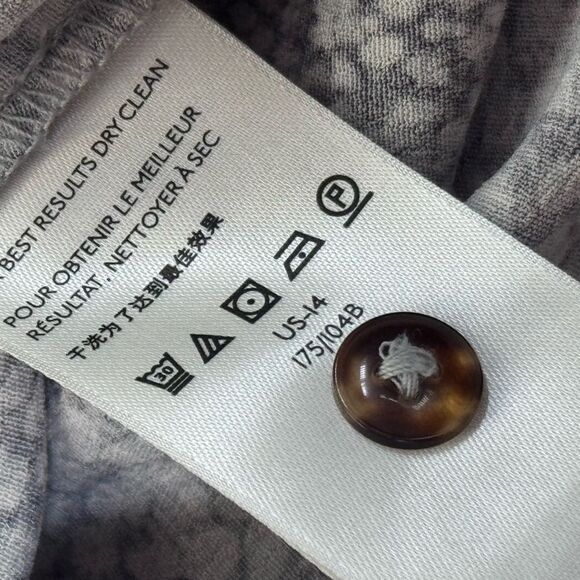 BEST RESULTS DRY CLEAN
POUR OBTENIR LE MEILLEUR
RÉSULTAT, NETTOYER À SEC
干洗为了达到最佳效果
30
P
US-14
175/104B